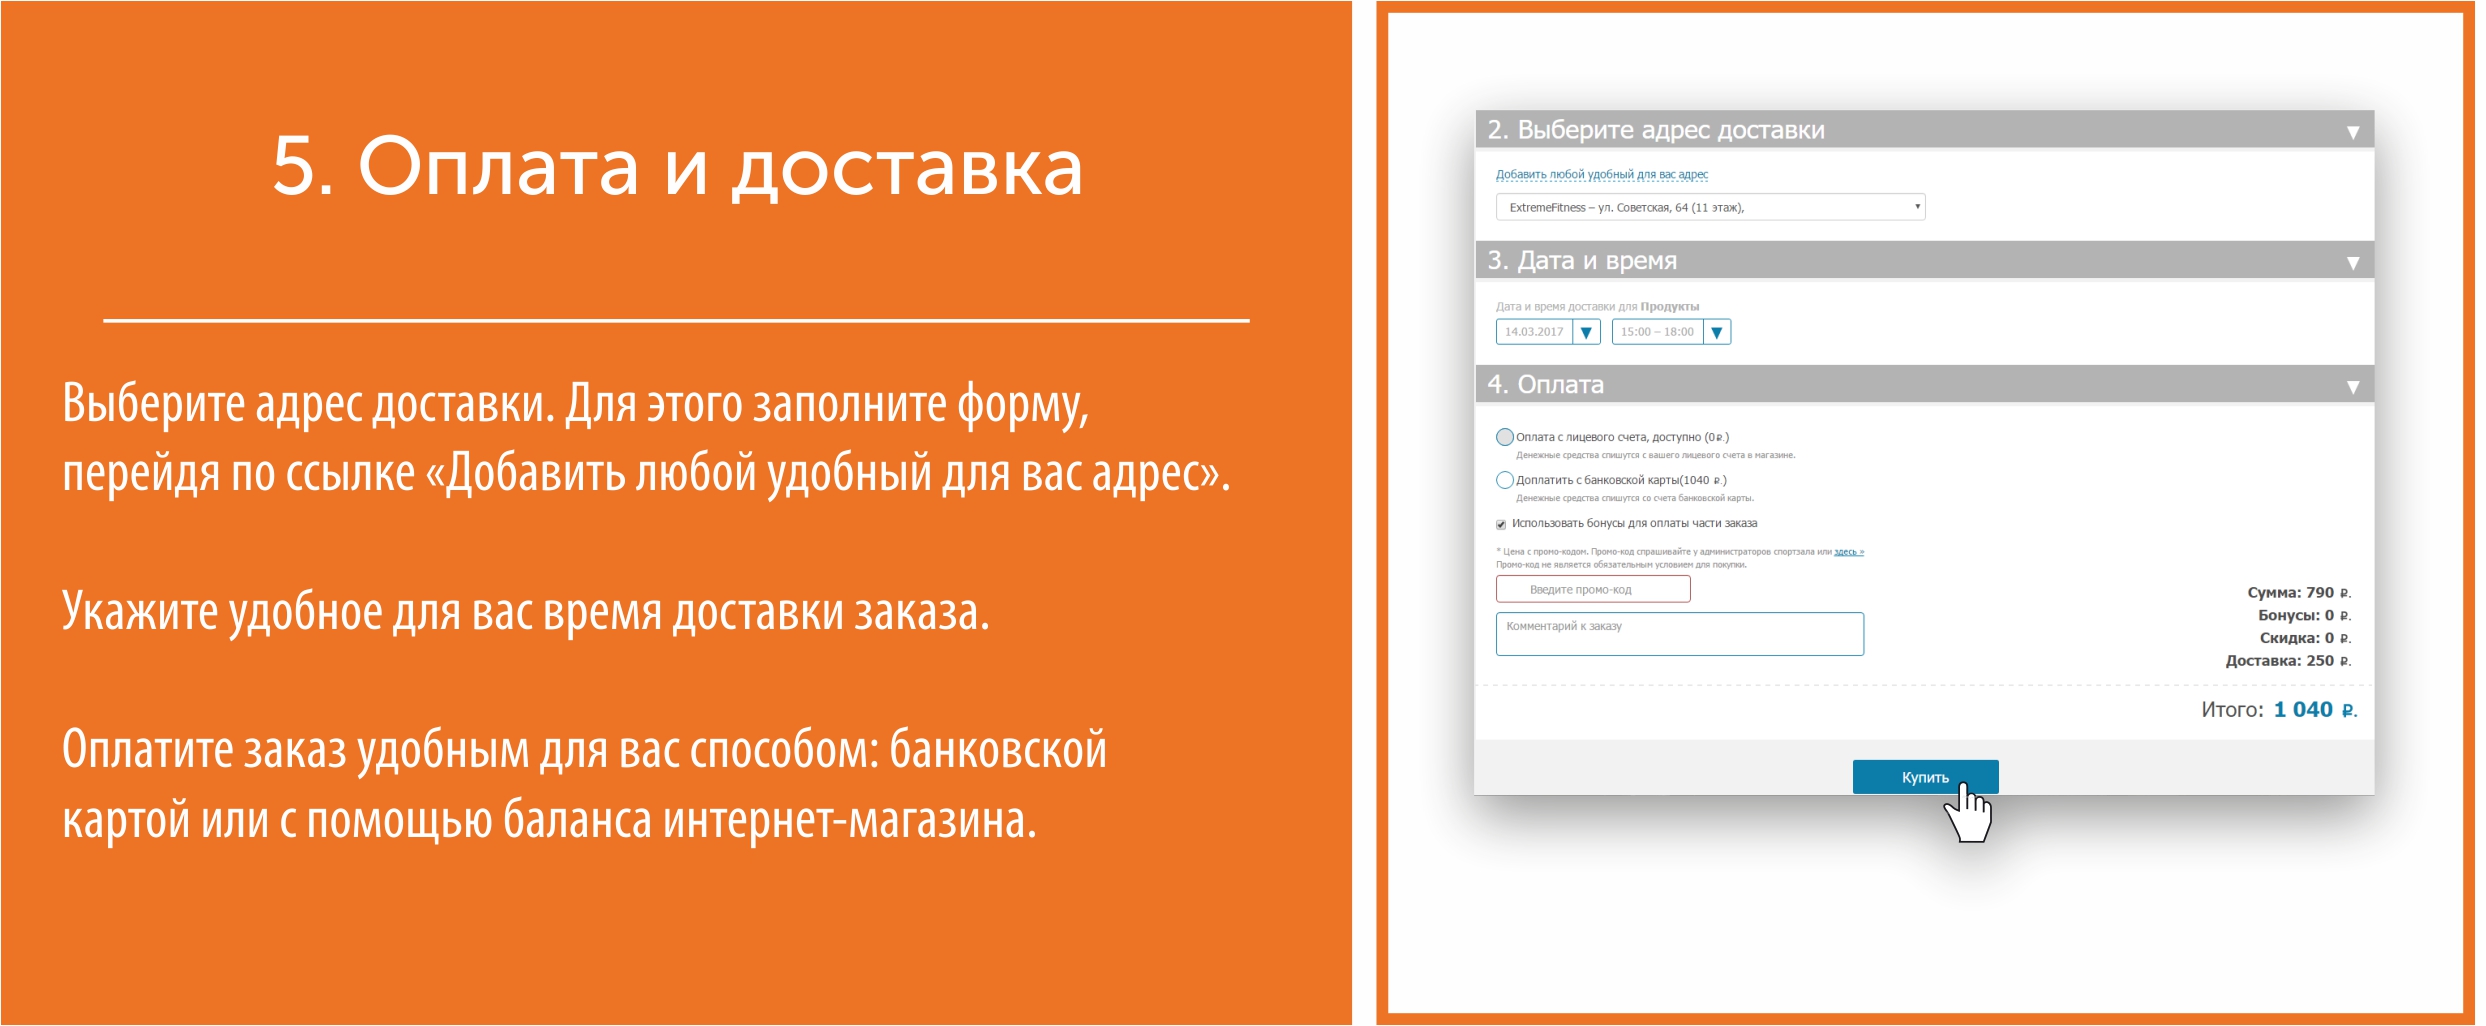 5. Оплата и доставка
Выберите адрес доставки. Для этого заполните форму,
перейдя по ссылке «Добавить любой удобный для вас адрес».
Укажите удобное для вас время доставки заказа.
Оплатите заказ удобным для вас способом: банковской
картой или с помощью баланса интернет-магазина.
2. Выберите адрес доставки
Добавить любой удобный для вас адрес
ExtremeFitness – ул. Советская, 64 (11 этаж),
3. Дата и время
Дата и время доставки для Продукты
14.03.2017 15:00 – 18:00
4. Оплата
Оплата с лицевого счета, доступно (0₽.)
Денежные средства спишутся с вашего лицевого счета в магазине.
Доплатить с банковской карты(1040 ₽.)
Денежные средства спишутся со счета банковской карты.
Использовать бонусы для оплаты части заказа
* Цена с промо-кодом. Промо-код спрашивайте у администраторов спортзала или здесь »
Промо-код не является обязательным условием для покупки.
Введите промо-код
Комментарий к заказу
Сумма: 790 ₽.
Бонусы: 0 ₽.
Скидка: 0 ₽.
Доставка: 250 ₽.
Итого: 1 040 ₽.
Купить